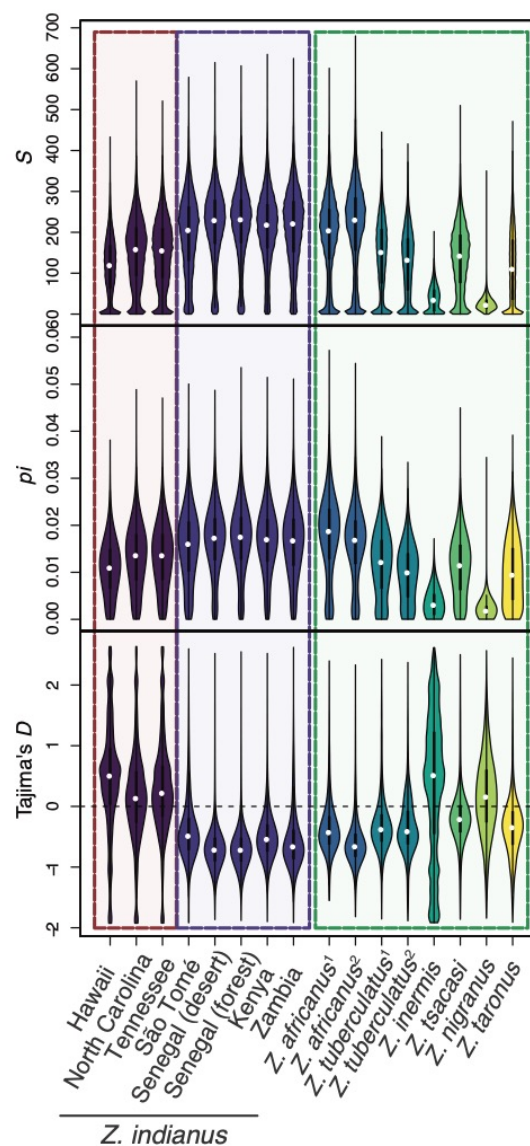 S
700
600
500
400
300
200
100
0
pi
0.060
0.05
0.04
0.03
0.02
0.01
0.00
Tajima's D
2
1
0
-1
-2
Hawaii
North Carolina
Tennessee
São Tomé
Senegal (desert)
Senegal (forest)
Kenya
Zambia
Z. africanus¹
Z. africanus²
Z. tuberculatus¹
Z. tuberculatus²
Z. inermis
Z. tsacasi
Z. nigranus
Z. taronus
Z. indianus